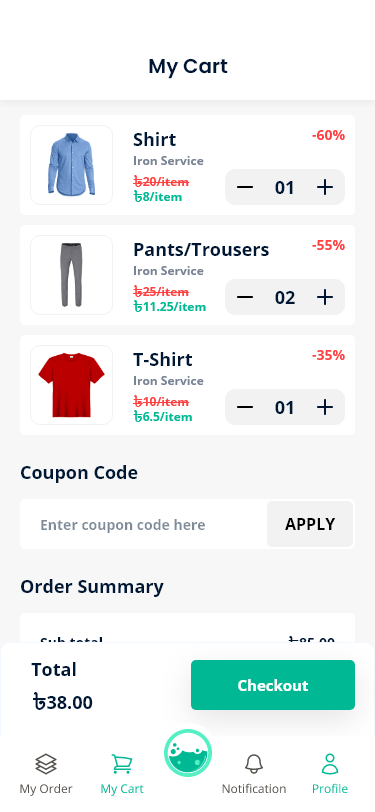 My Cart
Shirt
-60%
Iron Service
৳20/item
৳8/item
01
Pants/Trousers
-55%
Iron Service
৳25/item
৳11.25/item
02
T-Shirt
-35%
Iron Service
৳10/item
৳6.5/item
01
Coupon Code
Enter coupon code here
APPLY
Order Summary
Sub total ৳85.00
Total
৳38.00
Checkout
My Order My Cart Notification Profile